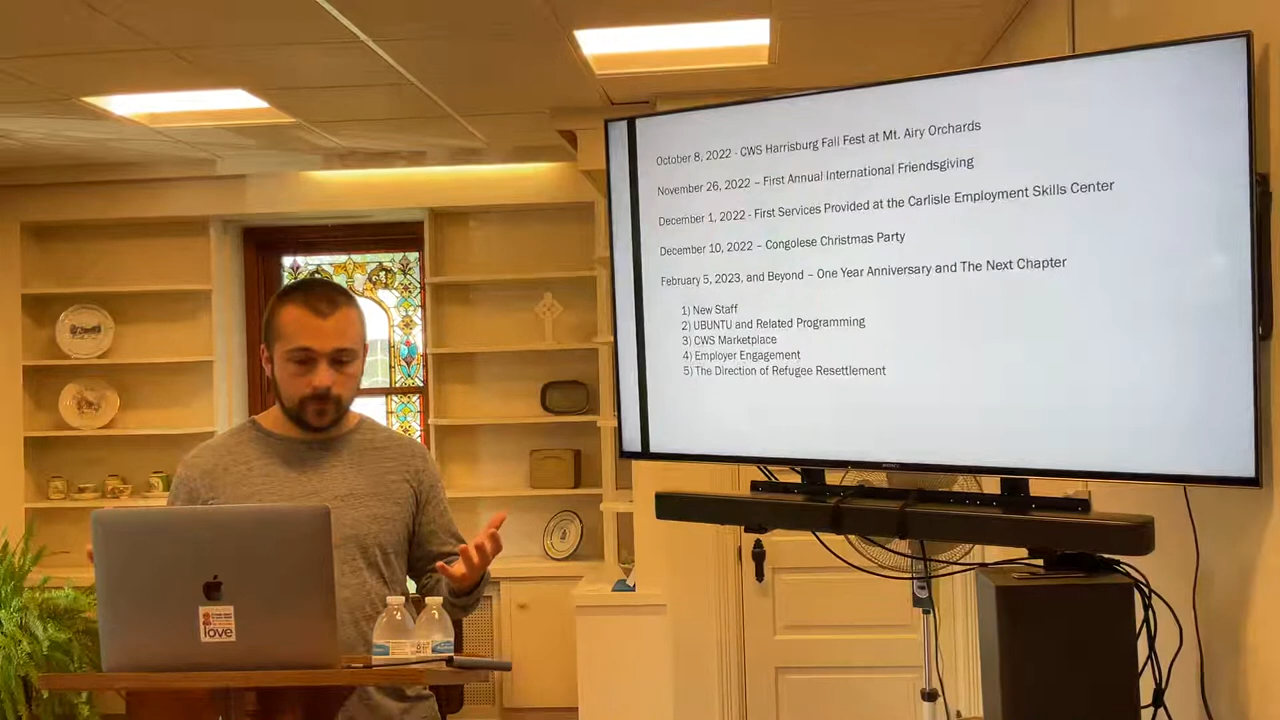 October 8, 2022 - CWS Harrisburg Fall Fest at Mt. Airy Orchards
November 26, 2022 – First Annual International Friendsgiving
December 1, 2022 - First Services Provided at the Carlisle Employment Skills Center
December 10, 2022 – Congolese Christmas Party
February 5, 2023, and Beyond – One Year Anniversary and The Next Chapter
1) New Staff
2) UBUNTU and Related Programming
3) CWS Marketplace
4) Employer Engagement
5) The Direction of Refugee Resettlement
SONY
love